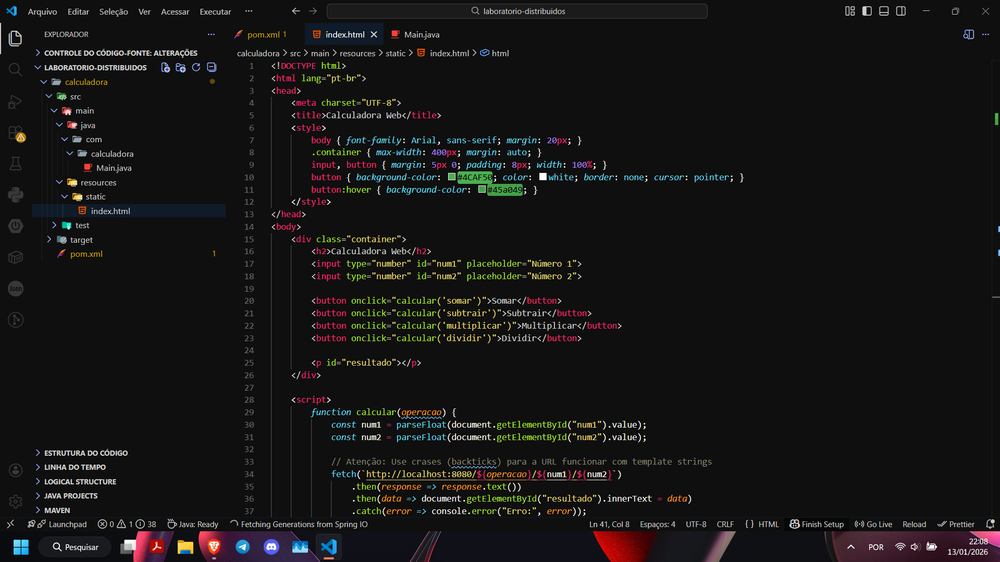 Arquivo Editar Seleção Ver Acessar Executar ···
laboratorio-distribuidos
EXPLORADOR
CONTROLE DO CÓDIGO-FONTE: ALTERAÇÕES
LABORATORIO-DISTRIBUIDOS
calculadora
src
main
java
com
calculadora
Main.java
resources
static
index.html
test
target
pom.xml 1
Json
ESTRUTURA DO CÓDIGO
LINHA DO TEMPO
LOGICAL STRUCTURE
JAVA PROJECTS
MAVEN
pom.xml 1 index.html Main.java
calculadora > src > main > resources > static > index.html > html
1 <!DOCTYPE html>
2 <html lang="pt-br">
3 <head>
4 <meta charset="UTF-8">
5 <title>Calculadora Web</title>
6 <style>
7 body { font-family: Arial, sans-serif; margin: 20px; }
8 .container { max-width: 400px; margin: auto; }
9 input, button { margin: 5px 0; padding: 8px; width: 100%; }
10 button { background-color: #4CAF50; color: white; border: none; cursor: pointer; }
11 button:hover { background-color: #45a049; }
12 </style>
13 </head>
14 <body>
15 <div class="container">
16 <h2>Calculadora Web</h2>
17 <input type="number" id="num1" placeholder="Número 1">
18 <input type="number" id="num2" placeholder="Número 2">
19
20 <button onclick="calcular('somar')">Somar</button>
21 <button onclick="calcular('subtrair')">Subtrair</button>
22 <button onclick="calcular('multiplicar')">Multiplicar</button>
23 <button onclick="calcular('dividir')">Dividir</button>
24
25 <p id="resultado"></p>
26 </div>
27
28 <script>
29 function calcular(operacao) {
30 const num1 = parseFloat(document.getElementById("num1").value);
31 const num2 = parseFloat(document.getElementById("num2").value);
32
33 // Atenção: Use crases (backticks) para a URL funcionar com template strings
34 fetch(`http://localhost:8080/${operacao}/${num1}/${num2}`)
35 .then(response => response.text())
36 .then(data => document.getElementById("resultado").innerText = data)
37 .catch(error => console.error("Erro:", error));
Launchpad 0 1 38 Java: Ready Fetching Generations from Spring IO Ln 41, Col 8 Espaços: 4 UTF-8 CRLF {} HTML Finish Setup Go Live Reload Prettier
Pesquisar
POR
22:08
13/01/2026